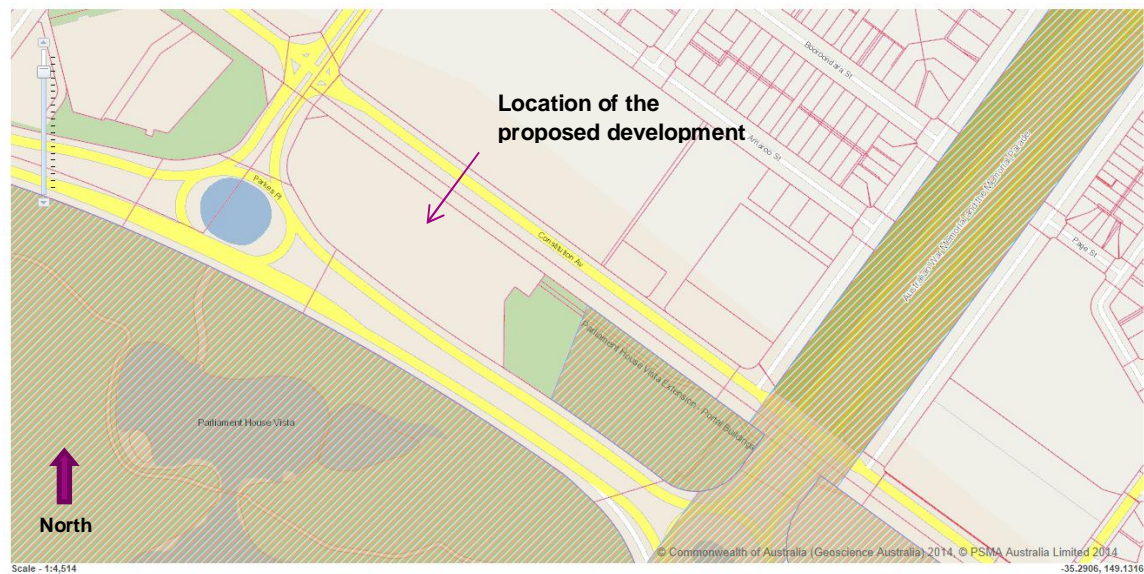 Booroondara St
Location of the
proposed development
Amaroo St
Australian War Memorial and the Memorial Parade
Parkes Pl
Constitution Av
Page St
Parliament House Vista Extension - Portal Buildings
Parliament House Vista
North
© Commonwealth of Australia (Geoscience Australia) 2014, © PSMA Australia Limited 2014
Scale - 1:4,514
-35.2906, 149.1316